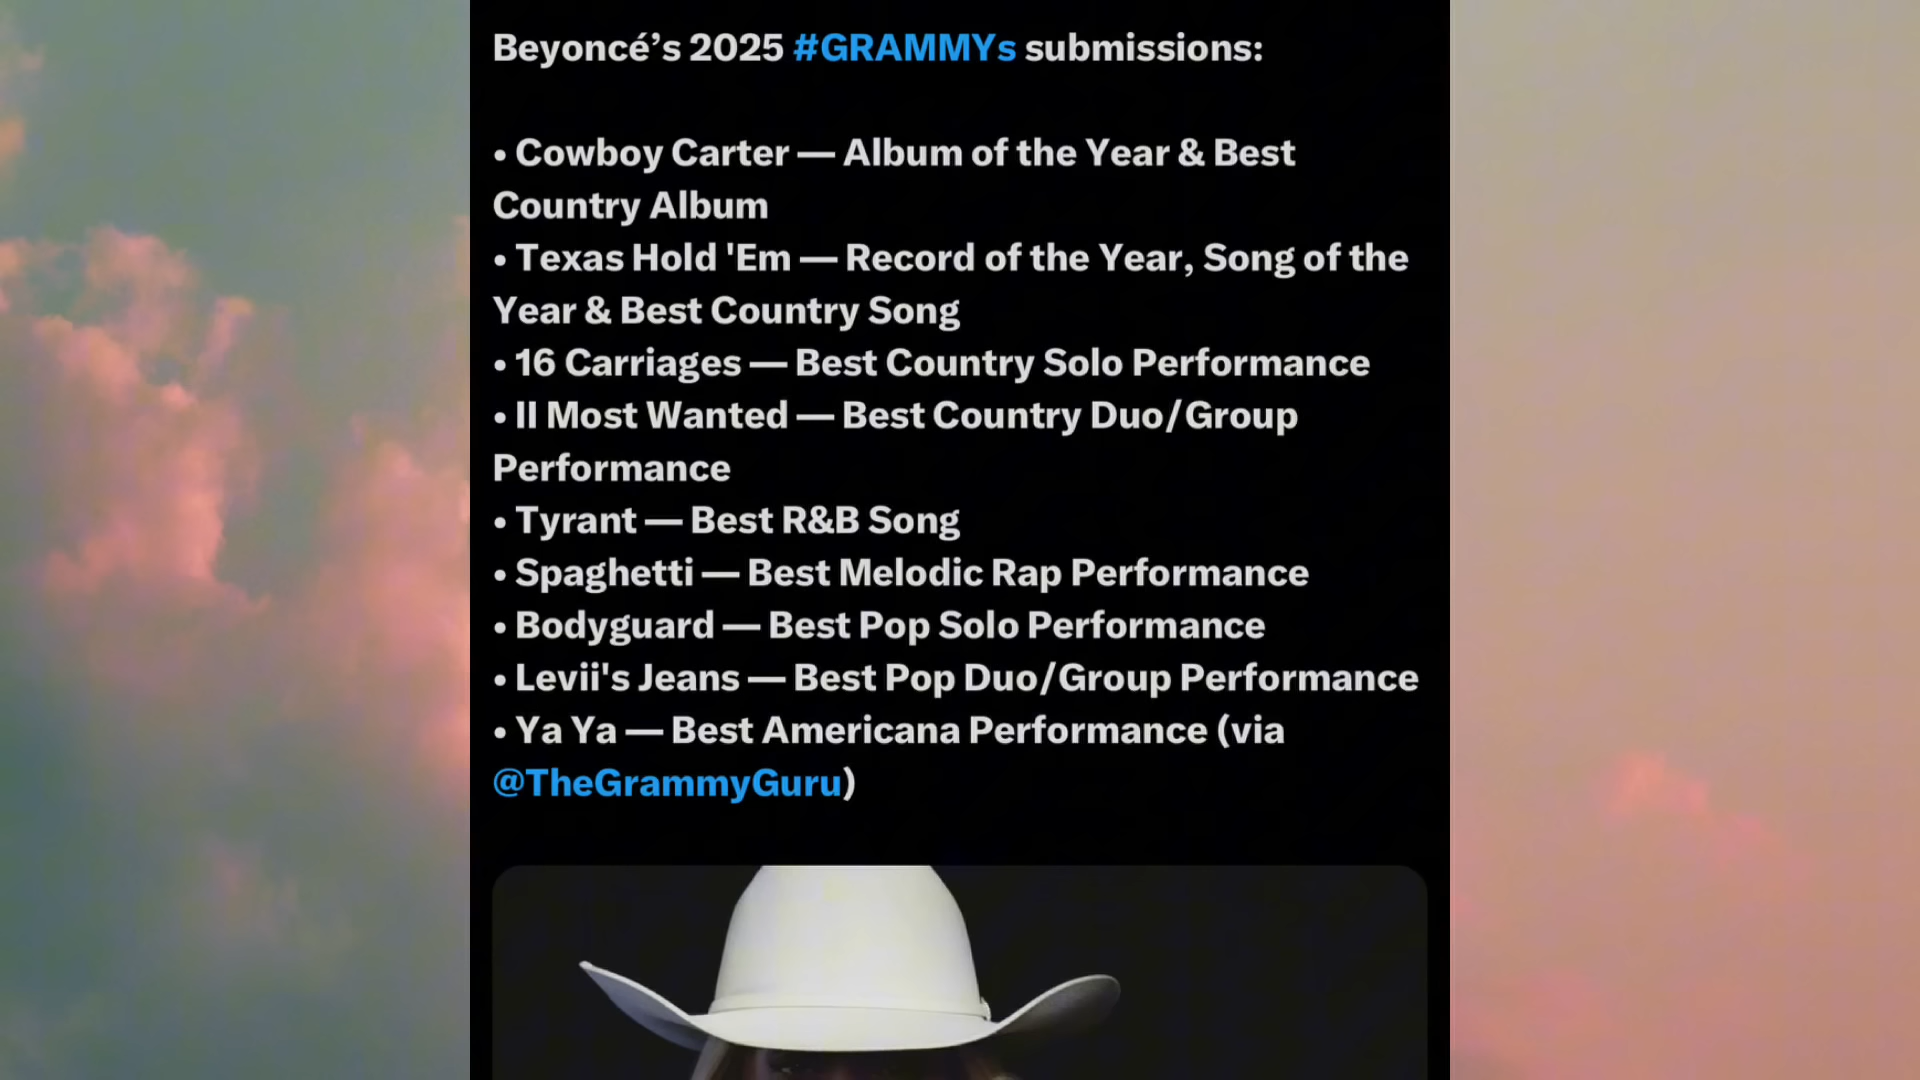 Beyoncé’s 2025 #GRAMMYs submissions:
• Cowboy Carter — Album of the Year & Best
Country Album
• Texas Hold 'Em — Record of the Year, Song of the
Year & Best Country Song
• 16 Carriages — Best Country Solo Performance
• II Most Wanted — Best Country Duo/Group
Performance
• Tyrant — Best R&B Song
• Spaghetti — Best Melodic Rap Performance
• Bodyguard — Best Pop Solo Performance
• Levii's Jeans — Best Pop Duo/Group Performance
• Ya Ya — Best Americana Performance (via
@TheGrammyGuru)